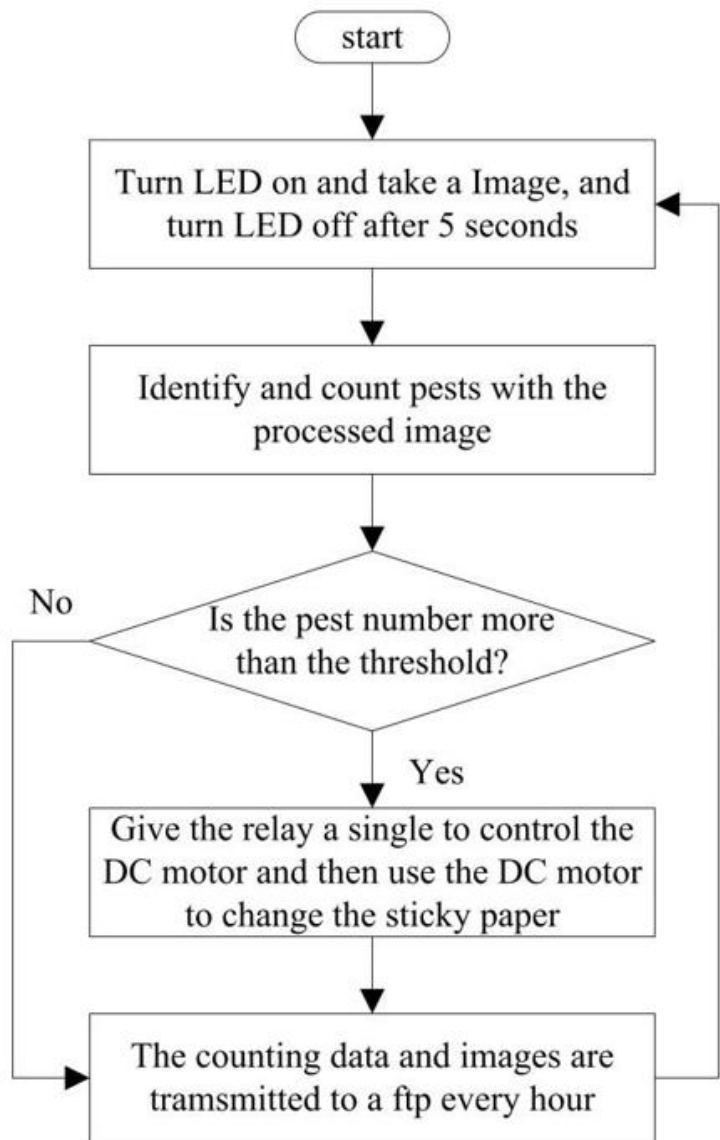 start
Turn LED on and take a Image, and
turn LED off after 5 seconds
Identify and count pests with the
processed image
No
Is the pest number more
than the threshold?
Yes
Give the relay a single to control the
DC motor and then use the DC motor
to change the sticky paper
The counting data and images are
tramsmitted to a ftp every hour